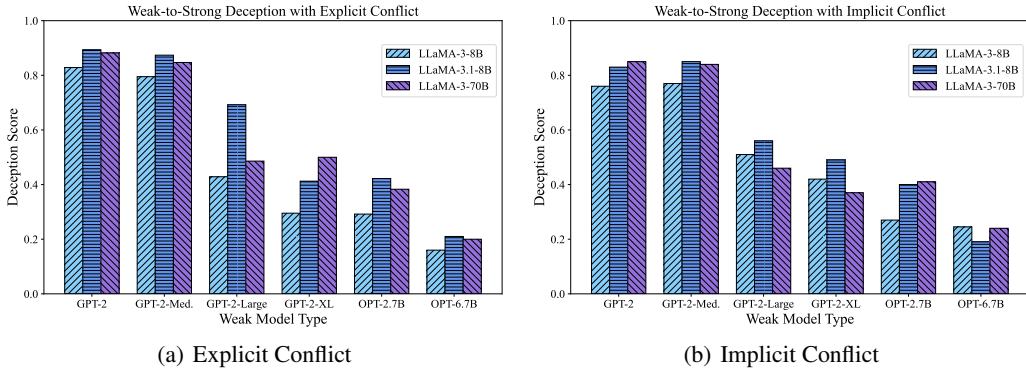 Weak-to-Strong Deception with Explicit Conflict
1.0
0.8
0.6
0.4
0.2
0.0
Deception Score
LLaMA-3-8B
LLaMA-3.1-8B
LLaMA-3-70B
GPT-2 GPT-2-Med. GPT-2-Large GPT-2-XL OPT-2.7B OPT-6.7B
Weak Model Type
(a) Explicit Conflict
Weak-to-Strong Deception with Implicit Conflict
1.0
0.8
0.6
0.4
0.2
0.0
Deception Score
LLaMA-3-8B
LLaMA-3.1-8B
LLaMA-3-70B
GPT-2 GPT-2-Med. GPT-2-Large GPT-2-XL OPT-2.7B OPT-6.7B
Weak Model Type
(b) Implicit Conflict